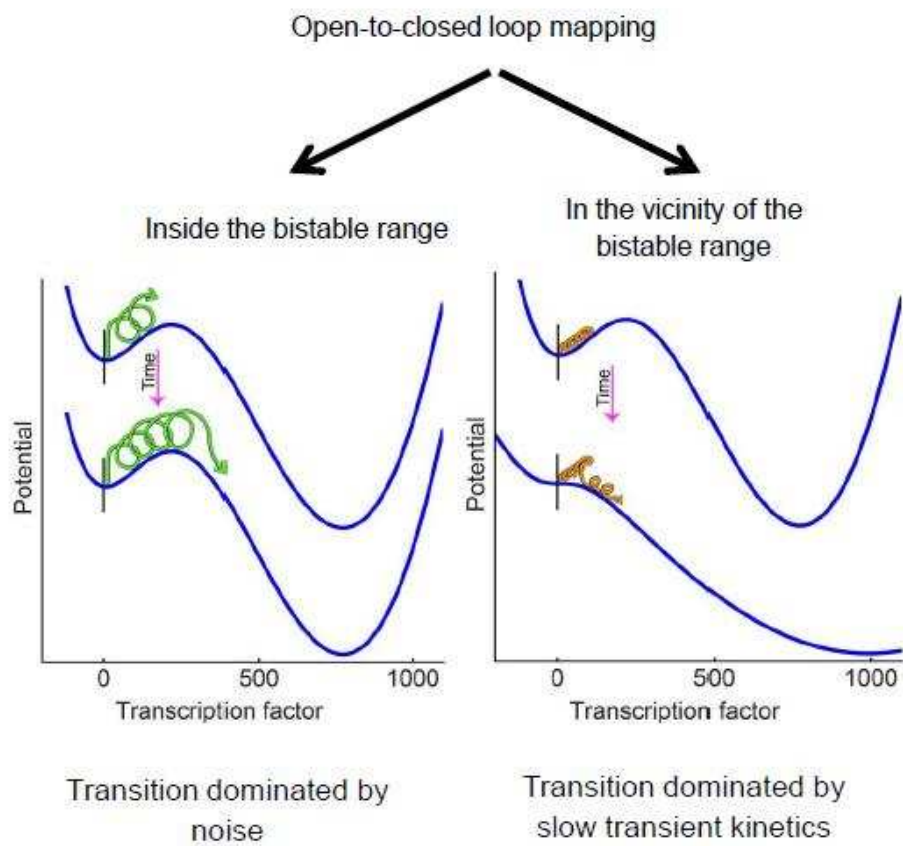 Open-to-closed loop mapping
Inside the bistable range
In the vicinity of the
bistable range
Potential
Time
0
500
1000
Transcription factor
Potential
Time
0
500
1000
Transcription factor
Transition dominated by
noise
Transition dominated by
slow transient kinetics